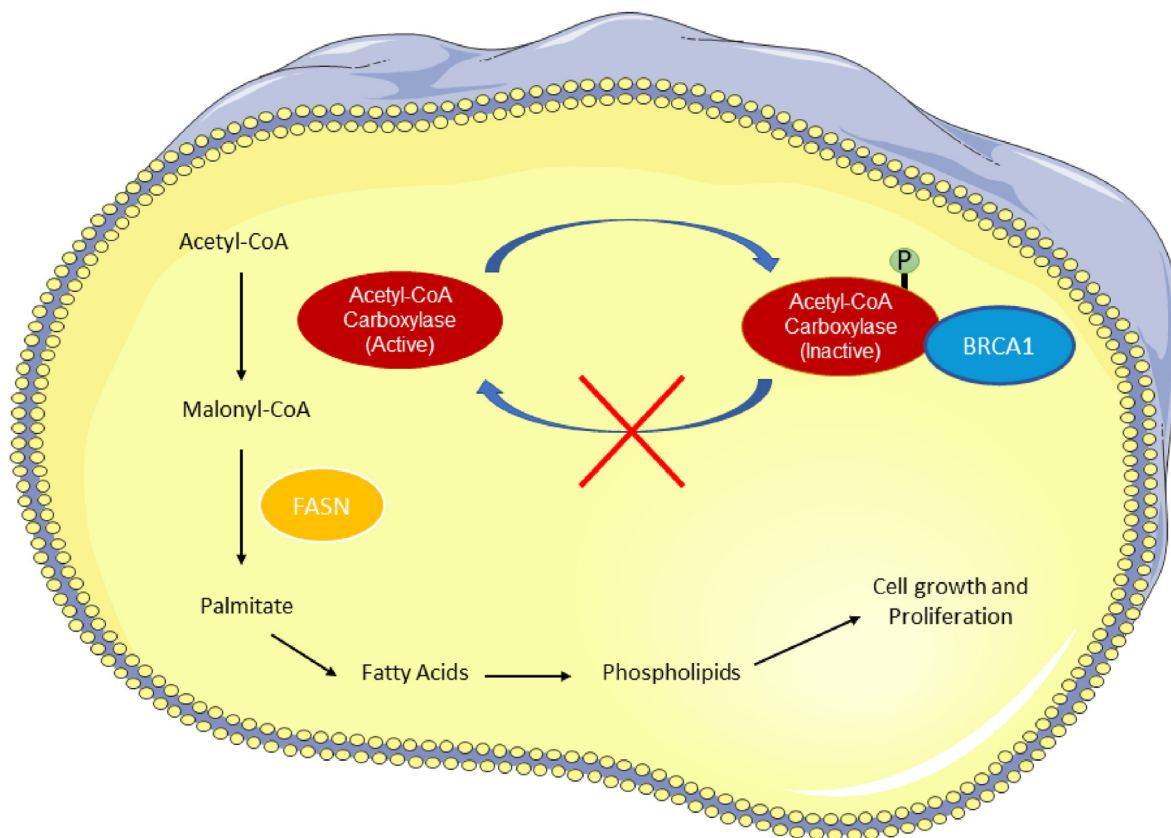 Acetyl-CoA
Acetyl-CoA
Carboxylase
(Active)
P
Acetyl-CoA
Carboxylase
(Inactive)
BRCA1
Malonyl-CoA
FASN
Palmitate
Fatty Acids
Phospholipids
Cell growth and
Proliferation